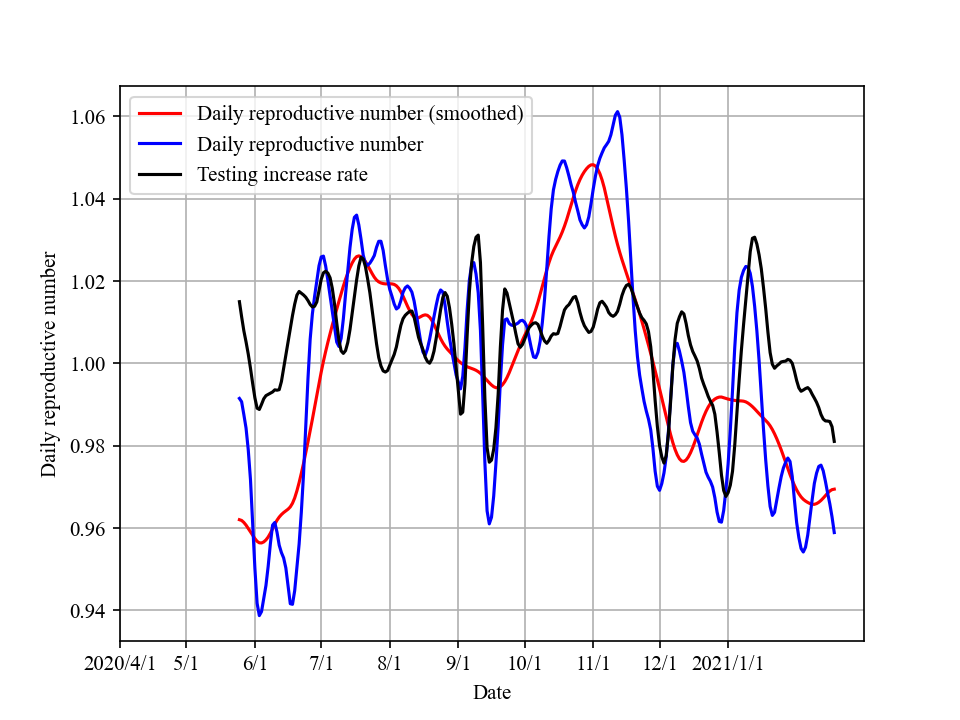 Daily reproductive number (smoothed)
Daily reproductive number
Testing increase rate
1.06
1.04
1.02
1.00
0.98
0.96
0.94
Daily reproductive number
2020/4/1 5/1 6/1 7/1 8/1 9/1 10/1 11/1 12/1 2021/1/1
Date